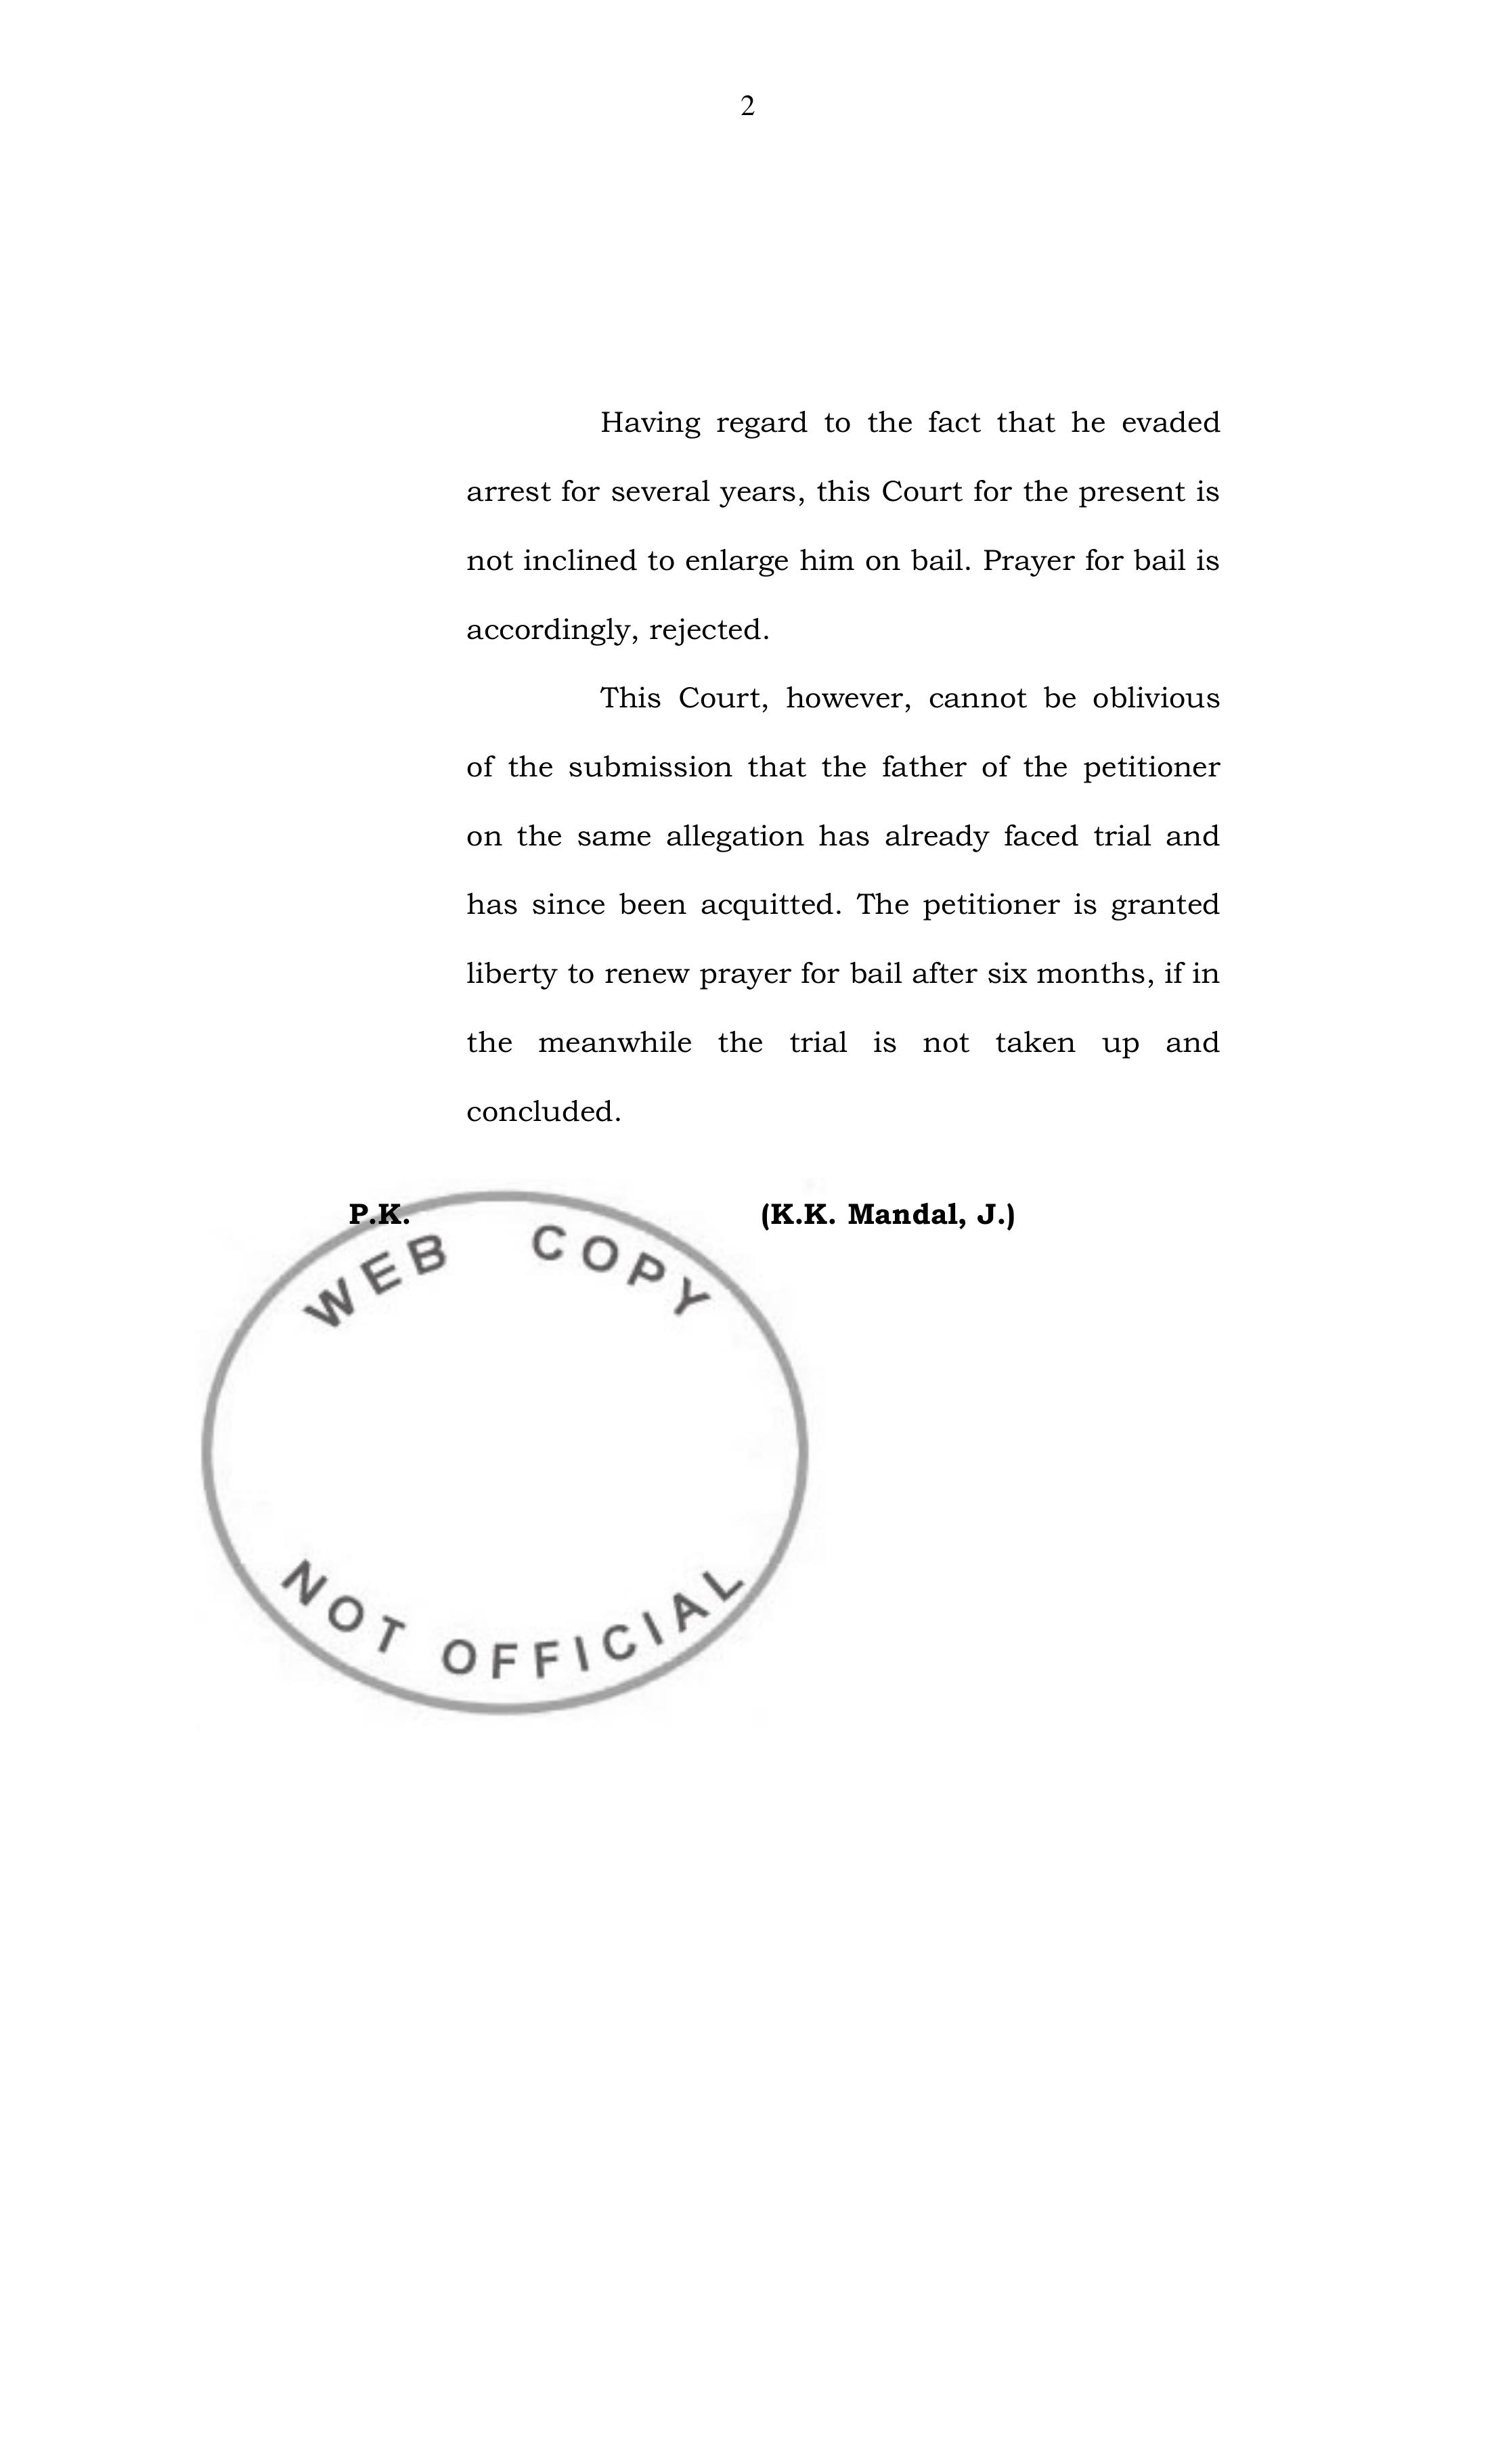 2
Having regard to the fact that he evaded
arrest for several years, this Court for the present is
not inclined to enlarge him on bail. Prayer for bail is
accordingly, rejected.
This Court, however, cannot be oblivious
of the submission that the father of the petitioner
on the same allegation has already faced trial and
has since been acquitted. The petitioner is granted
liberty to renew prayer for bail after six months, if in
the meanwhile the trial is not taken up and
concluded.
P.K. (K.K. Mandal, J.)
WEB COPY
NOT OFFICIAL